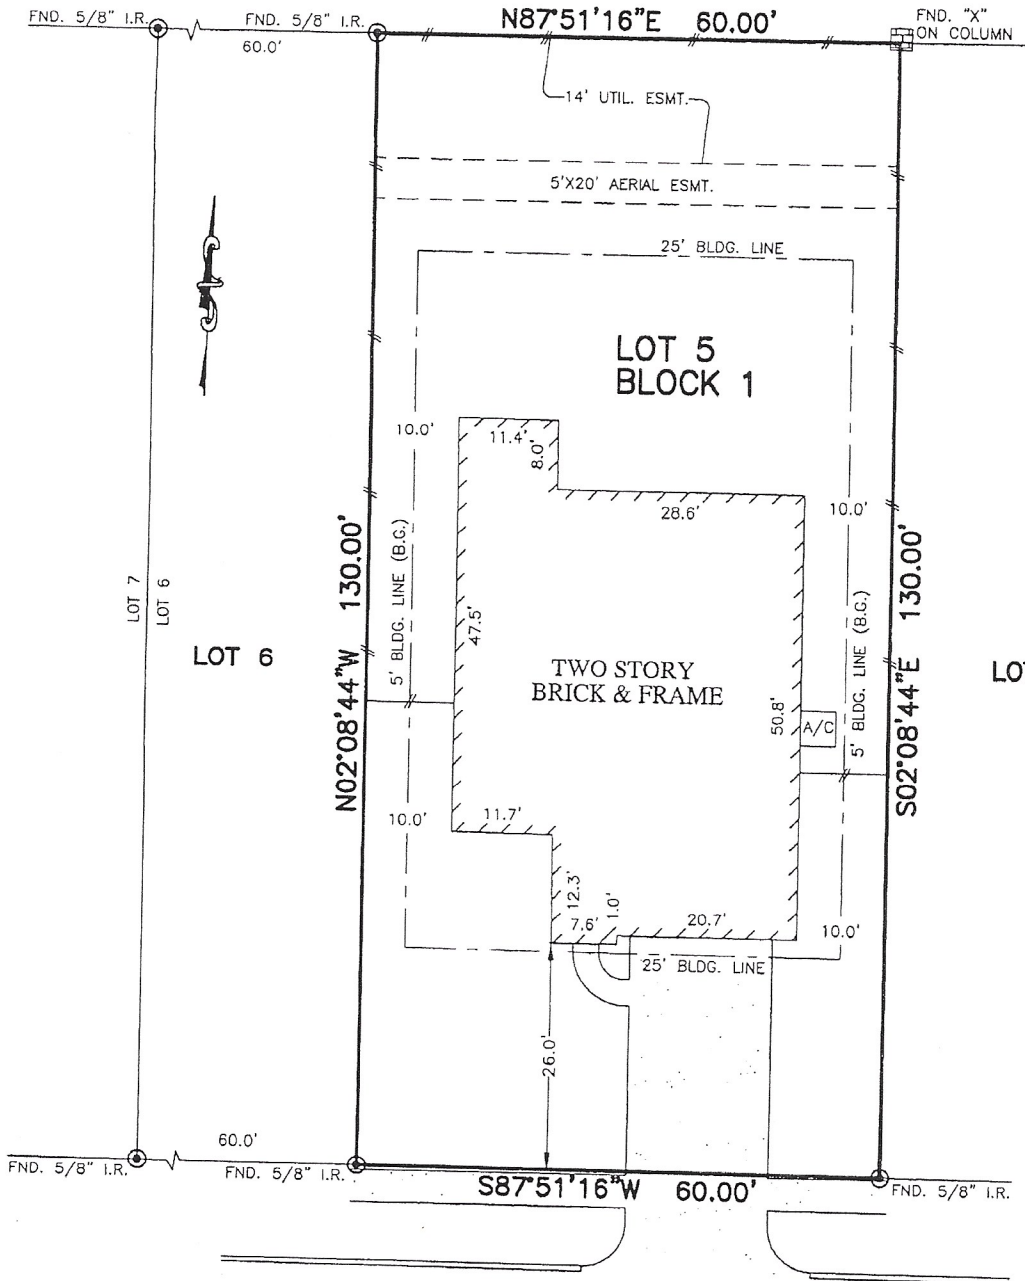 FND. 5/8" I.R.
FND. 5/8" I.R.
60.0'
N87°51'16"E 60.00'
FND. "X"
ON COLUMN
14' UTIL. ESMT.
5'X20' AERIAL ESMT.
25' BLDG. LINE
LOT 5
BLOCK 1
10.0'
11.4'
8.0'
28.6'
10.0'
N02°08'44"W 130.00'
5' BLDG. LINE (B.G.)
47.5'
LOT 7
LOT 6
LOT 6
TWO STORY
BRICK & FRAME
50.8'
A/C
5' BLDG. LINE (B.G.)
S02°08'44"E 130.00'
10.0'
11.7'
12.3'
7.6'
1.0'
20.7'
10.0'
25' BLDG. LINE
26.0'
60.0'
FND. 5/8" I.R.
FND. 5/8" I.R.
S87°51'16"W 60.00'
FND. 5/8" I.R.